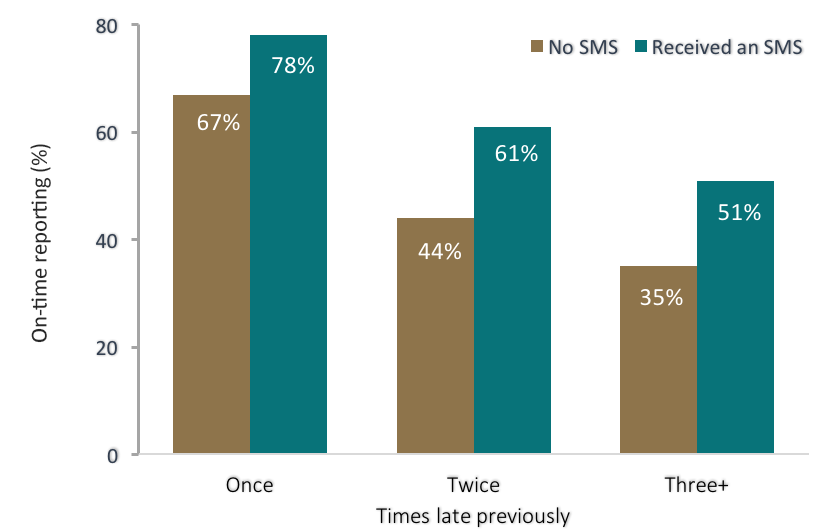 80
No SMS
Received an SMS
78%
67%
60
61%
44%
51%
40
35%
20
0
On-time reporting (%)
Once
Twice
Three+
Times late previously